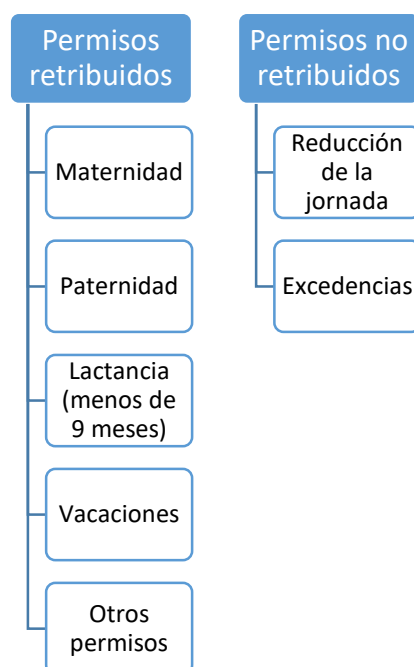 Permisos
retribuidos
Maternidad
Paternidad
Lactancia
(menos de
9 meses)
Vacaciones
Otros
permisos
Permisos no
retribuidos
Reducción
de la
jornada
Excedencias